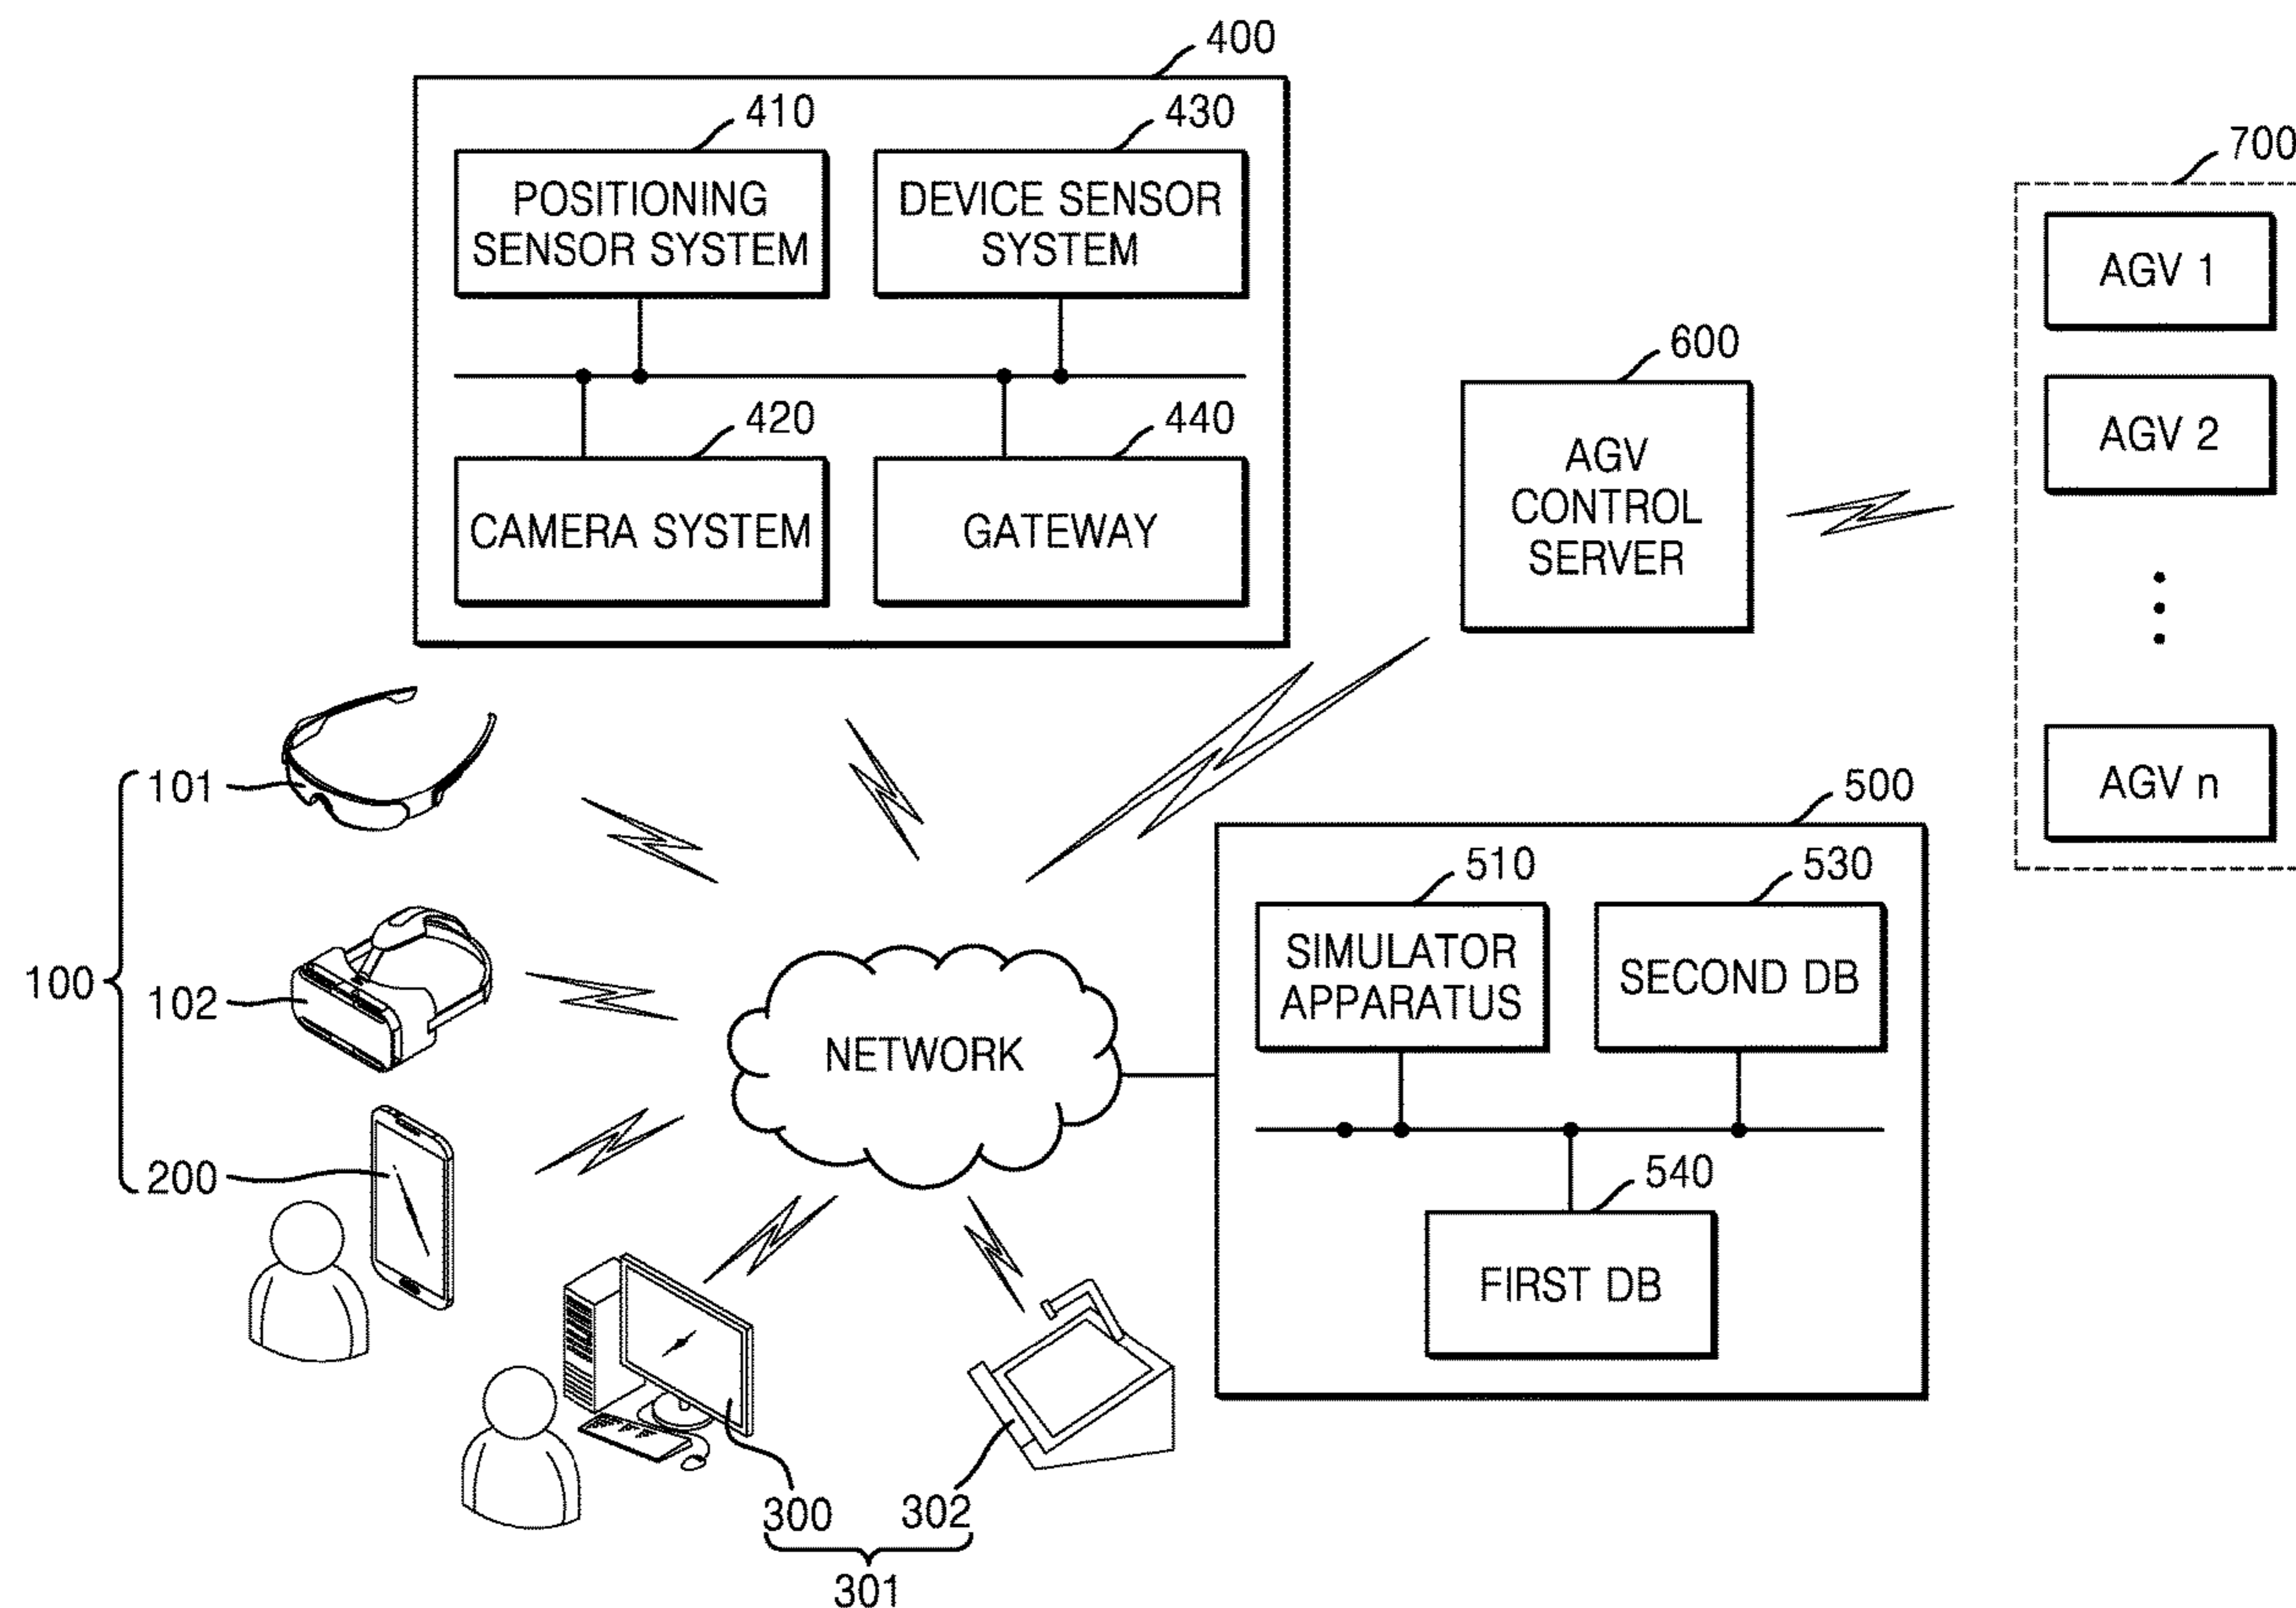 400
410
430
POSITIONING
SENSOR SYSTEM
DEVICE SENSOR
SYSTEM
420
440
CAMERA SYSTEM
GATEWAY
600
AGV
CONTROL
SERVER
700
AGV 1
AGV 2
AGV n
100
101
102
200
NETWORK
500
510
530
SIMULATOR
APPARATUS
SECOND DB
540
FIRST DB
300
302
301